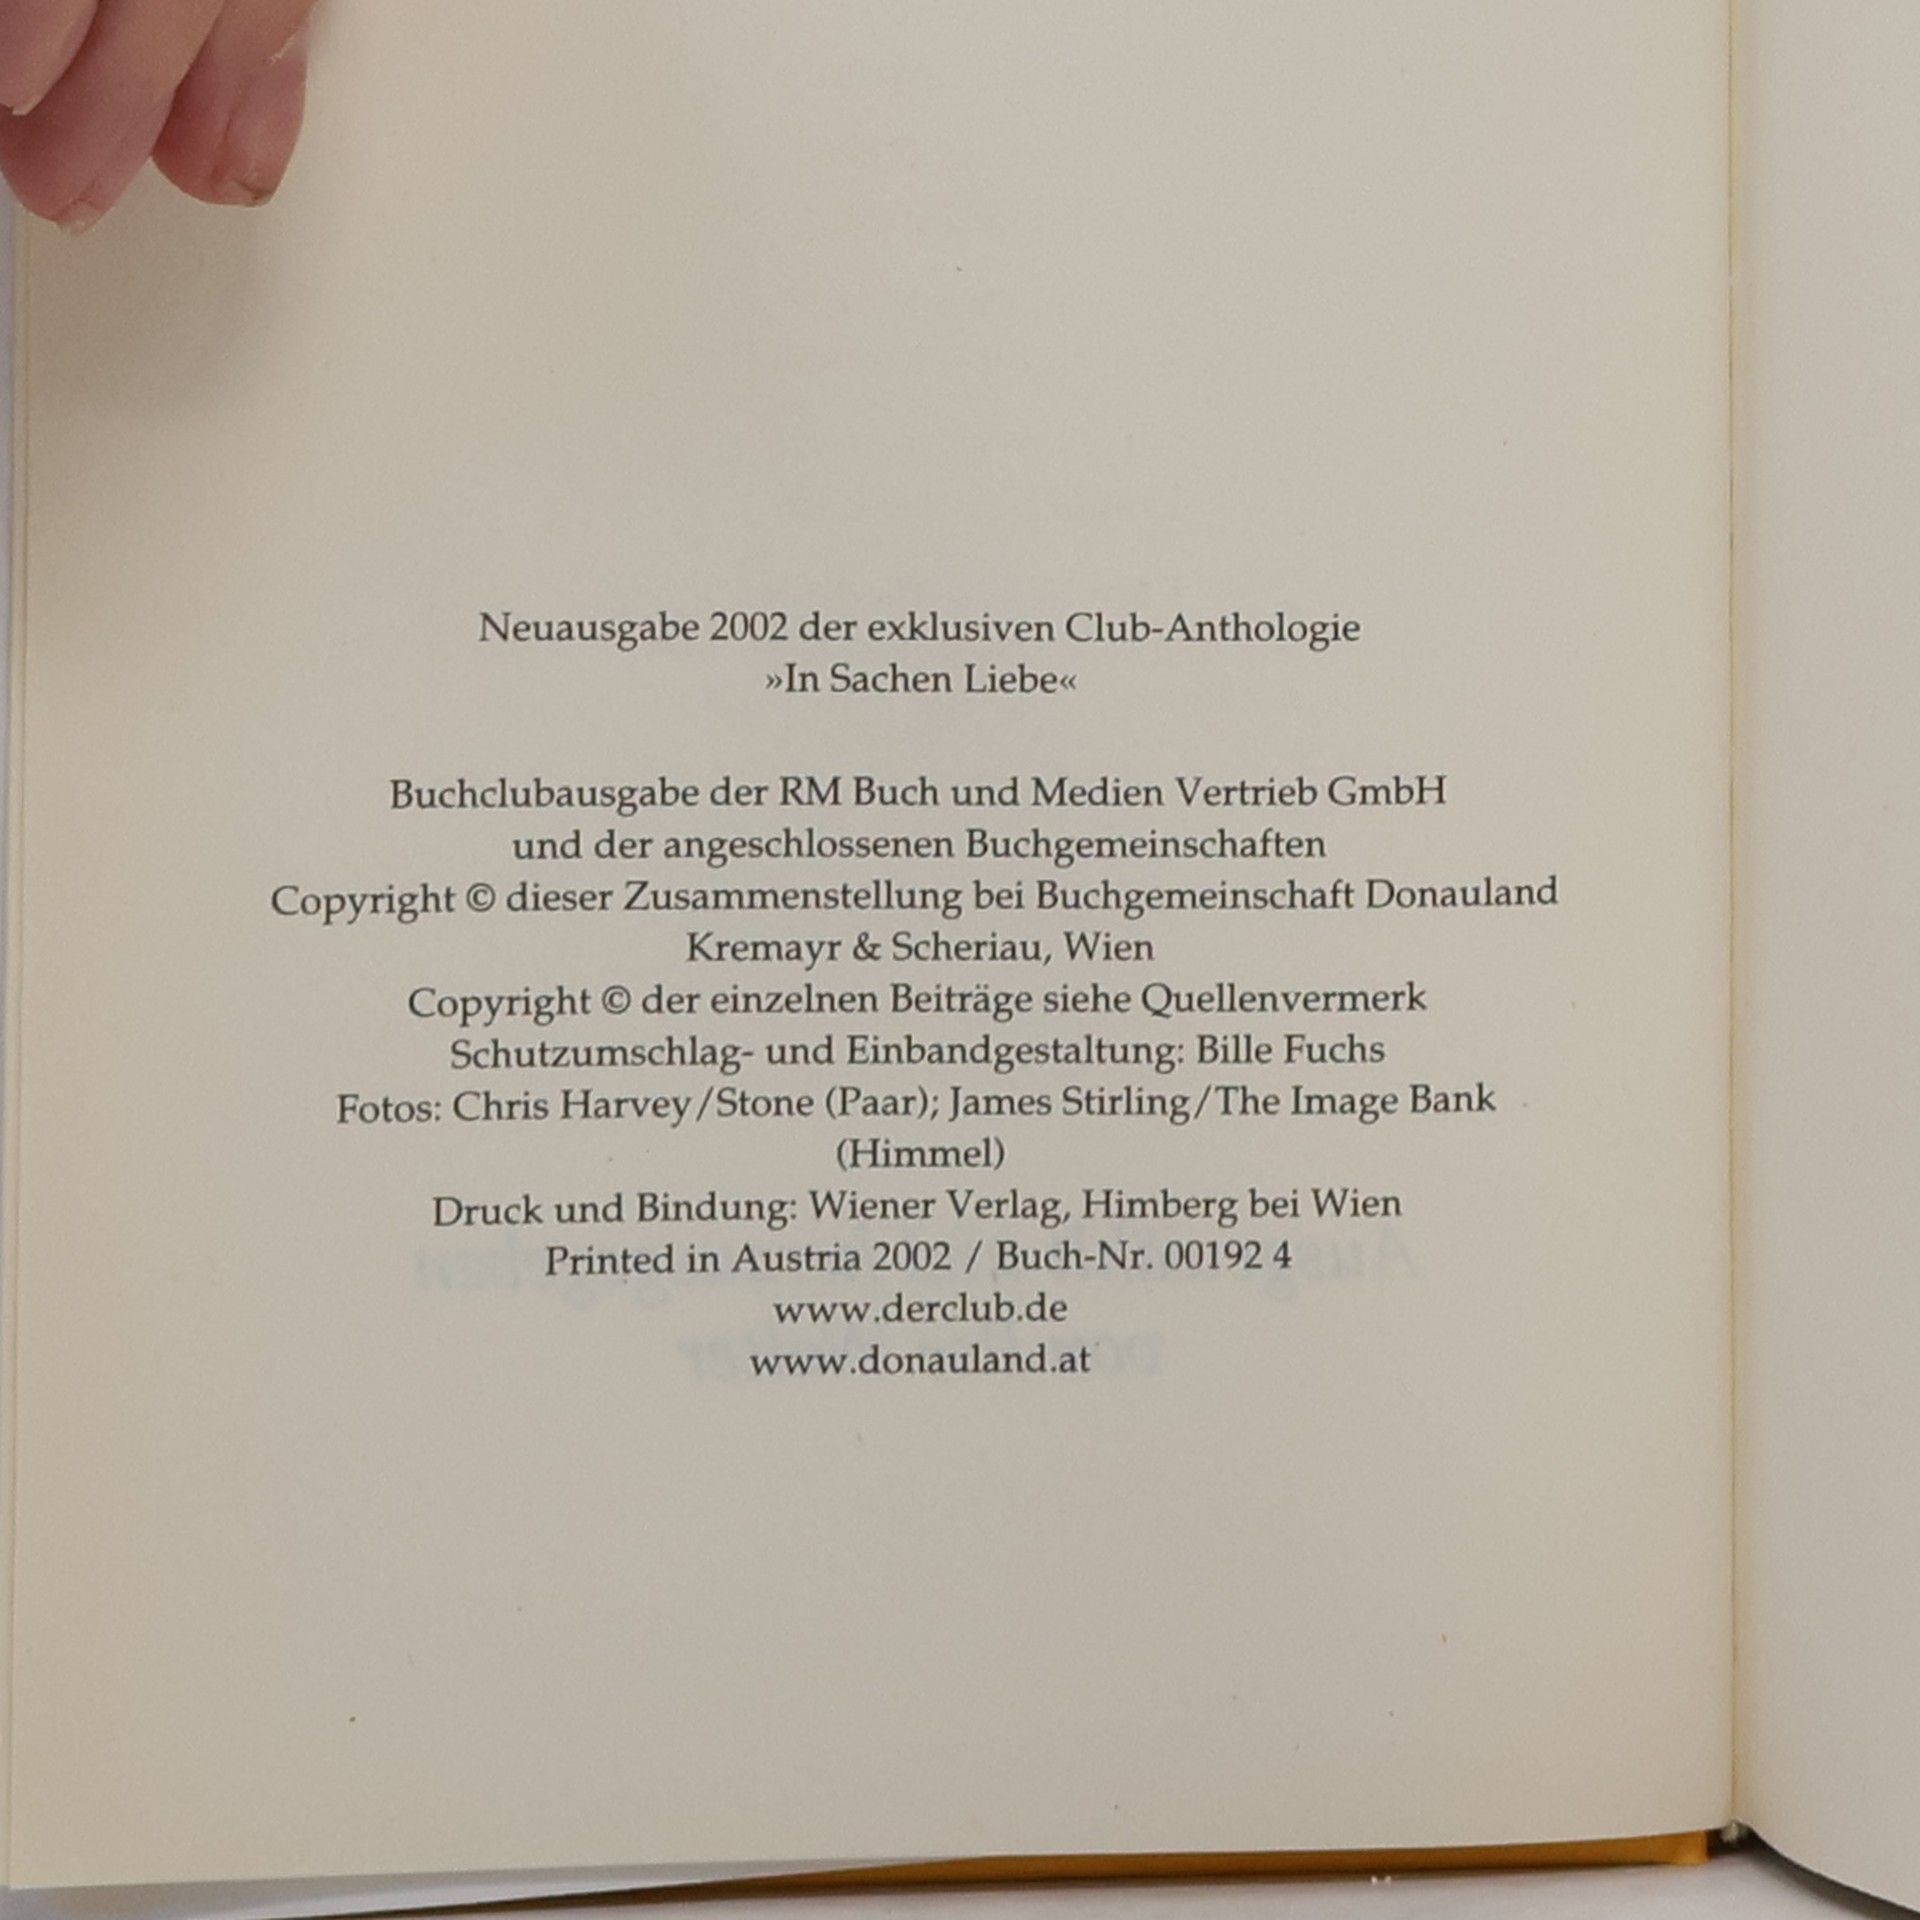 Neuausgabe 2002 der exklusiven Club-Anthologie
»In Sachen Liebe«
Buchclubausgabe der RM Buch und Medien Vertrieb GmbH
und der angeschlossenen Buchgemeinschaften
Copyright © dieser Zusammenstellung bei Buchgemeinschaft Donauland
Kremayr & Scheriau, Wien
Copyright © der einzelnen Beiträge siehe Quellenvermerk
Schutzumschlag- und Einbandgestaltung: Bille Fuchs
Fotos: Chris Harvey/Stone (Paar); James Stirling/The Image Bank
(Himmel)
Druck und Bindung: Wiener Verlag, Himberg bei Wien
Printed in Austria 2002 / Buch-Nr. 00192 4
www.derclub.de
www.donauland.at